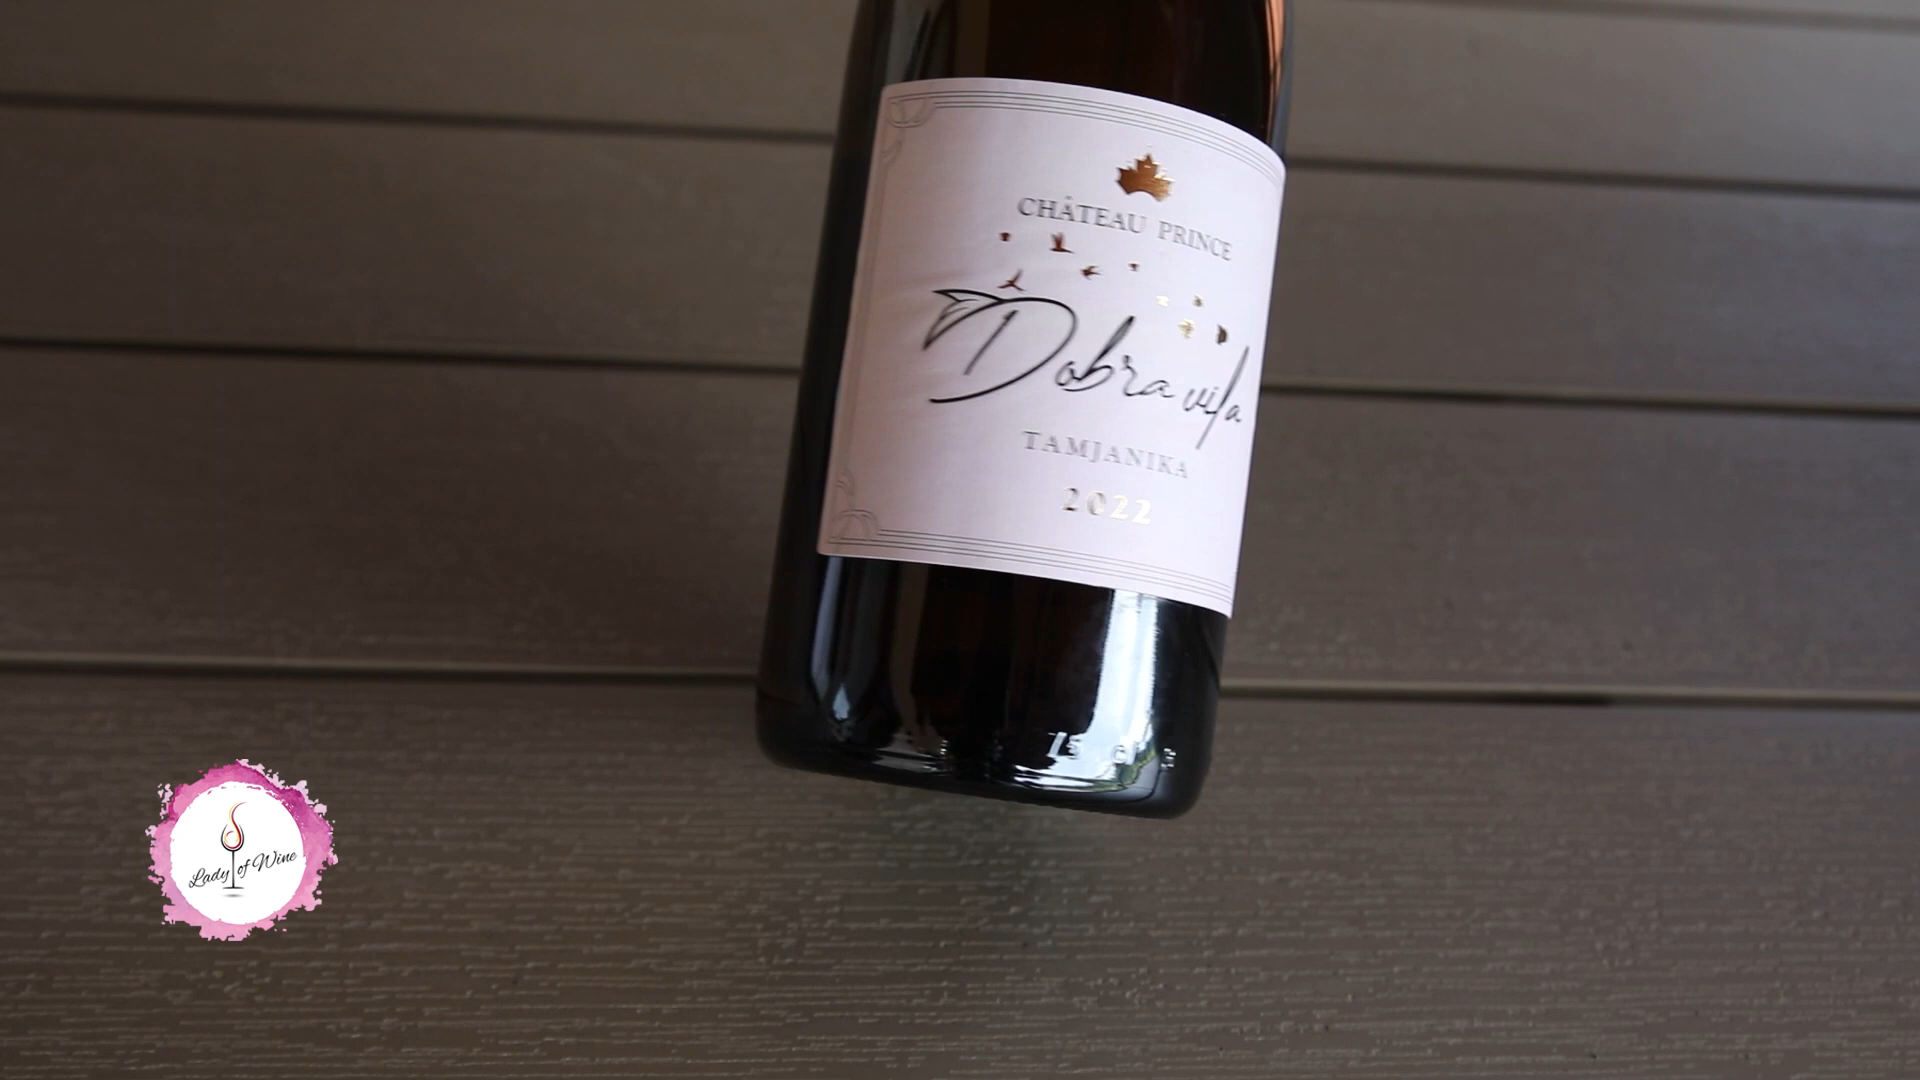 CHÂTEAU PRINCE
Dobra vila
TAMJANIKA
2022
75 cl
Lady of Wine